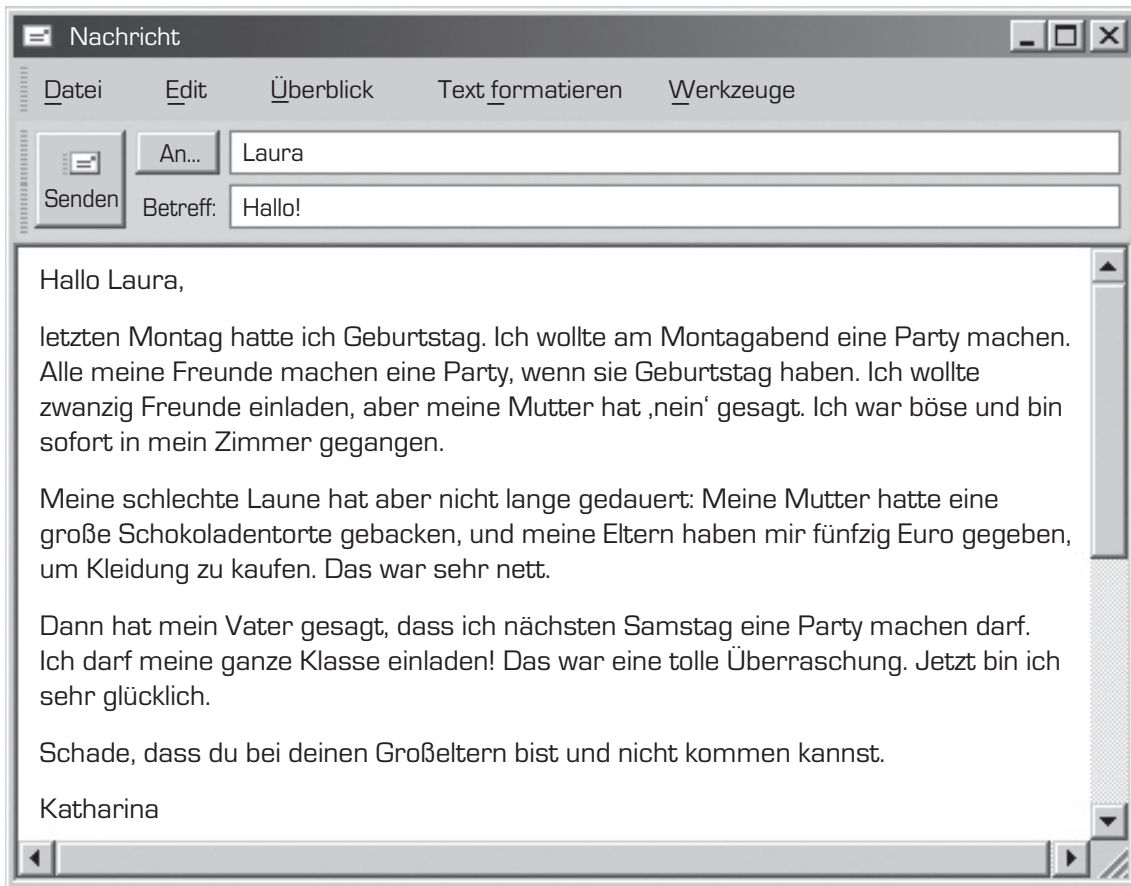 Nachricht
Datei Edit Überblick Text formatieren Werkzeuge
An... Laura
Senden
Betreff: Hallo!
Hallo Laura,
letzten Montag hatte ich Geburtstag. Ich wollte am Montagabend eine Party machen.
Alle meine Freunde machen eine Party, wenn sie Geburtstag haben. Ich wollte
zwanzig Freunde einladen, aber meine Mutter hat ‚nein‘ gesagt. Ich war böse und bin
sofort in mein Zimmer gegangen.
Meine schlechte Laune hat aber nicht lange gedauert: Meine Mutter hatte eine
große Schokoladentorte gebacken, und meine Eltern haben mir fünfzig Euro gegeben,
um Kleidung zu kaufen. Das war sehr nett.
Dann hat mein Vater gesagt, dass ich nächsten Samstag eine Party machen darf.
Ich darf meine ganze Klasse einladen! Das war eine tolle Überraschung. Jetzt bin ich
sehr glücklich.
Schade, dass du bei deinen Großeltern bist und nicht kommen kannst.
Katharina